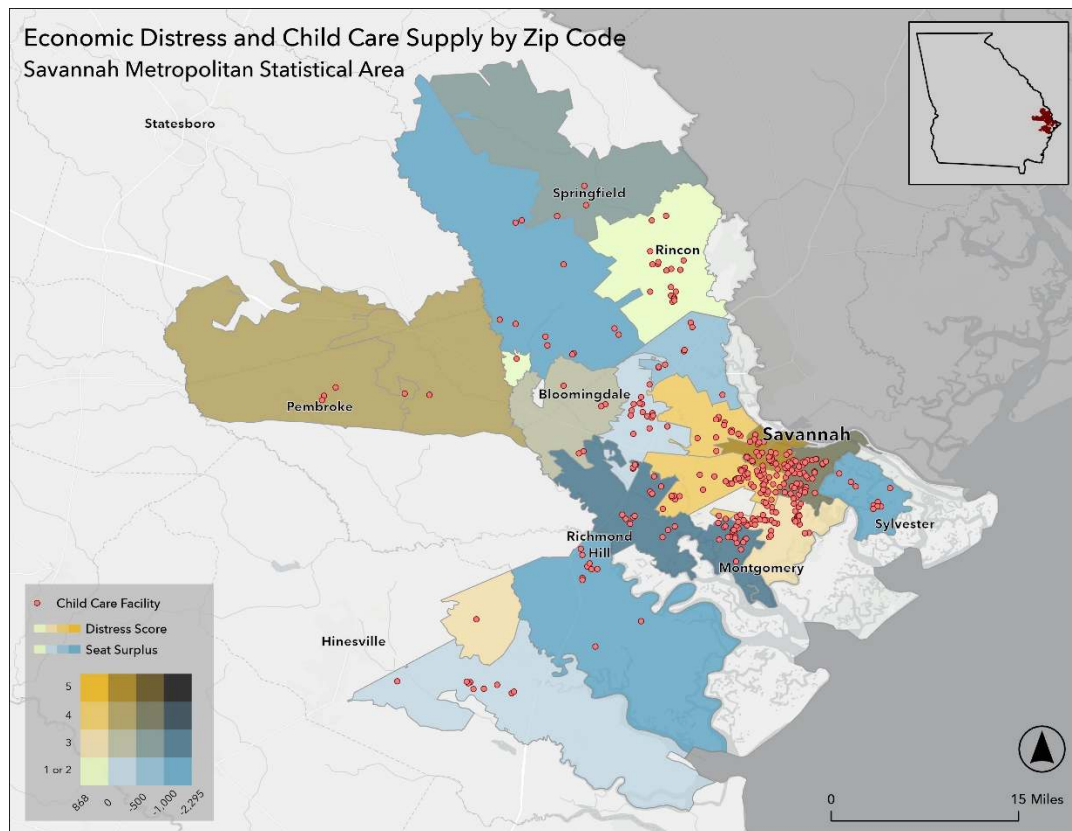 Economic Distress and Child Care Supply by Zip Code
Savannah Metropolitan Statistical Area
Statesboro
Springfield
Rincon
Bloomingdale
Pembroke
Savannah
Sylvester
Richmond
Hill
Montgomery
Hinesville
Child Care Facility
Distress Score
Seat Surplus
5
4
3
1 or 2
868
0
-500
-1,000
-2,295
0
15 Miles